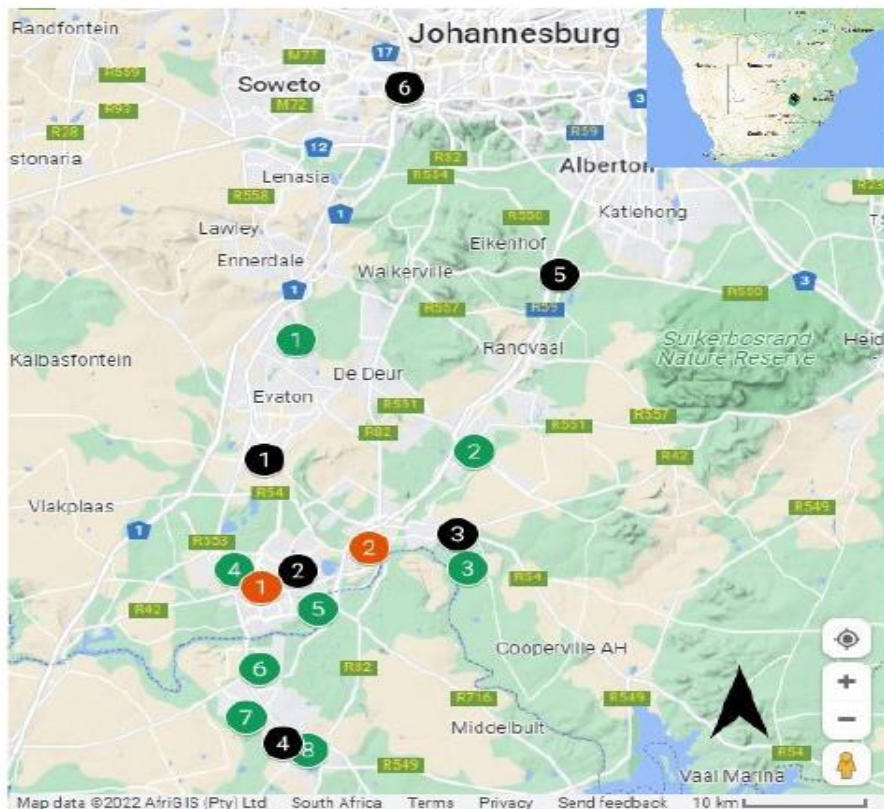 Randfontein
Johannesburg
17
M77
6
R559
Soweto
M72
3
R93
R28
R59
stonaria
12
R82
Alberton
Lenasia
R554
R558
1
R550
Katlehong
Lawley
Eikenhof
Ennerdale
Walkerville
5
1
3
R550
R557
R59
1
Suikerbosrand
Nature Reserve
Heid
Randvaal
Kalbasfontein
De Deur
Evaton
R551
R557
R82
R551
2
R42
1
R54
Vlakplaas
R549
1
3
R553
2
4
2
3
1
R54
R42
5
Cooperville AH
6
R82
R716
R549
7
Middelbult
4
8
R54
R549
Vaal Marina
Map data ©2022 AfriGIS (Pty) Ltd South Africa Terms Privacy Send feedback 10 km